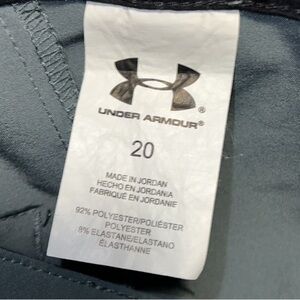 UNDER ARMOUR®
20
MADE IN JORDAN
HECHO EN JORDANIA
FABRIQUÉ EN JORDANIE
92% POLYESTER/POLIÉSTER
POLYESTER
8% ELASTANE/ELASTANO
ÉLASTHANNE